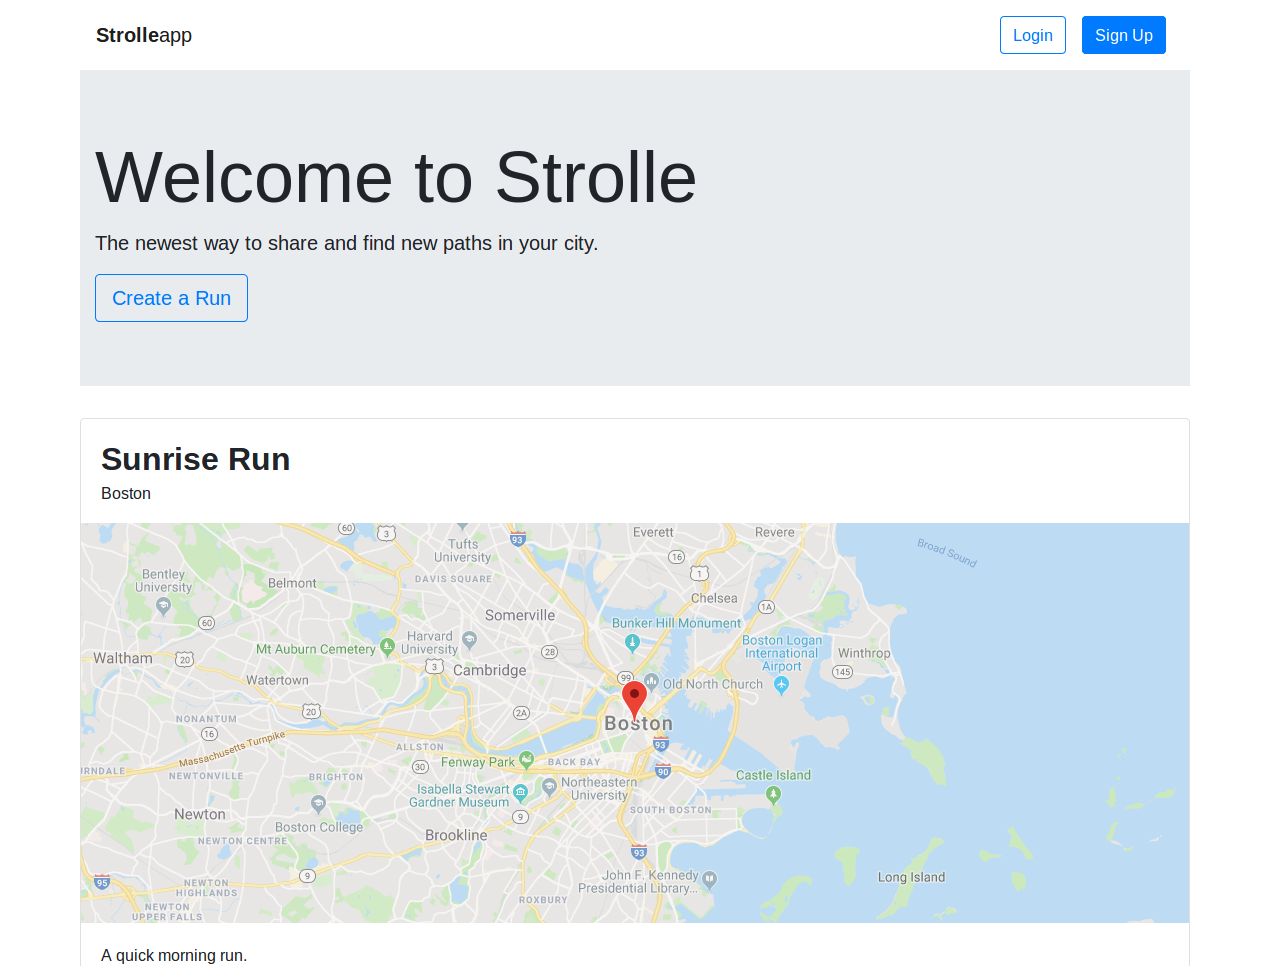 Strolleapp
Login
Sign Up
Welcome to Strolle
The newest way to share and find new paths in your city.
Create a Run
Sunrise Run
Boston
60
3
93
Everett
Revere
Broad Sound
Tufts
University
16
DAVIS SQUARE
1
Bentley
University
Belmont
Chelsea
1A
60
Somerville
Bunker Hill Monument
Harvard
University
Boston Logan
International
Airport
Mt Auburn Cemetery
28
Winthrop
Waltham
20
3
Cambridge
99
Old North Church
145
Watertown
20
2A
NONANTUM
Boston
16
Massachusetts Turnpike
ALLSTON
93
Fenway Park
BACK BAY
30
90
URNDALE
NEWTONVILLE
BRIGHTON
Castle Island
Northeastern
University
Isabella Stewart
Gardner Museum
SOUTH BOSTON
Newton
9
Boston College
Brookline
NEWTON CENTRE
93
9
John F. Kennedy
Presidential Library...
Long Island
95
NEWTON
HIGHLANDS
ROXBURY
NEWTON
UPPER FALLS
A quick morning run.